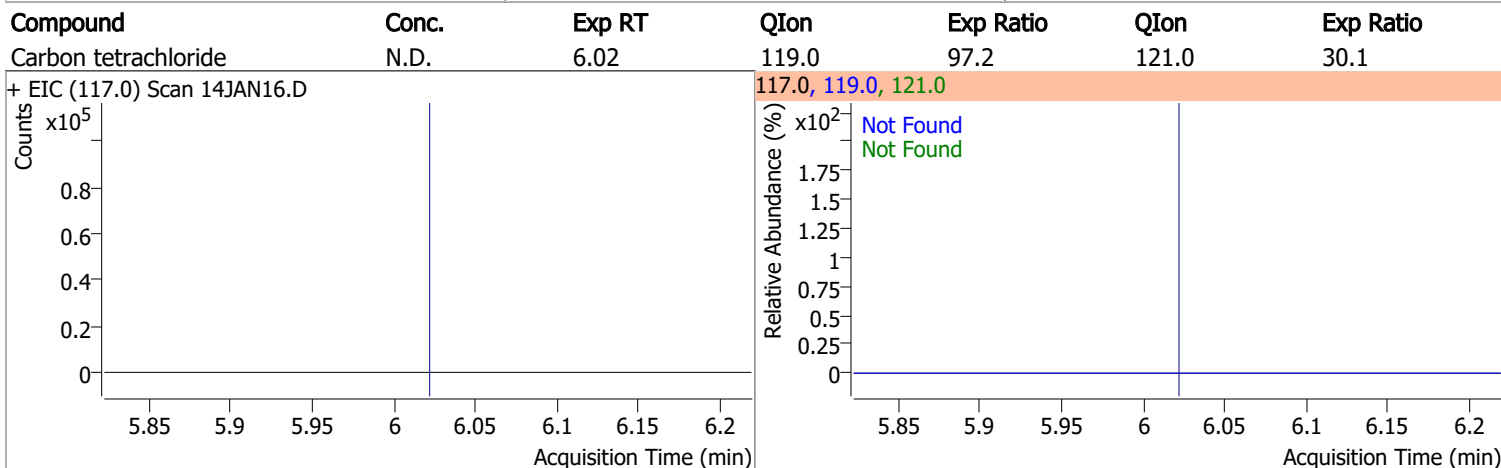 Compound Conc. Exp RT QIon Exp Ratio QIon Exp Ratio
Carbon tetrachloride N.D. 6.02 119.0 97.2 121.0 30.1
+ EIC (117.0) Scan 14JAN16.D
Counts
x10⁵
0.8
0.6
0.4
0.2
0
5.85 5.9 5.95 6 6.05 6.1 6.15 6.2
Acquisition Time (min)
117.0, 119.0, 121.0
Relative Abundance (%)
x10²
Not Found
Not Found
1.75
1.5
1.25
1
0.75
0.5
0.25
0
5.85 5.9 5.95 6 6.05 6.1 6.15 6.2
Acquisition Time (min)